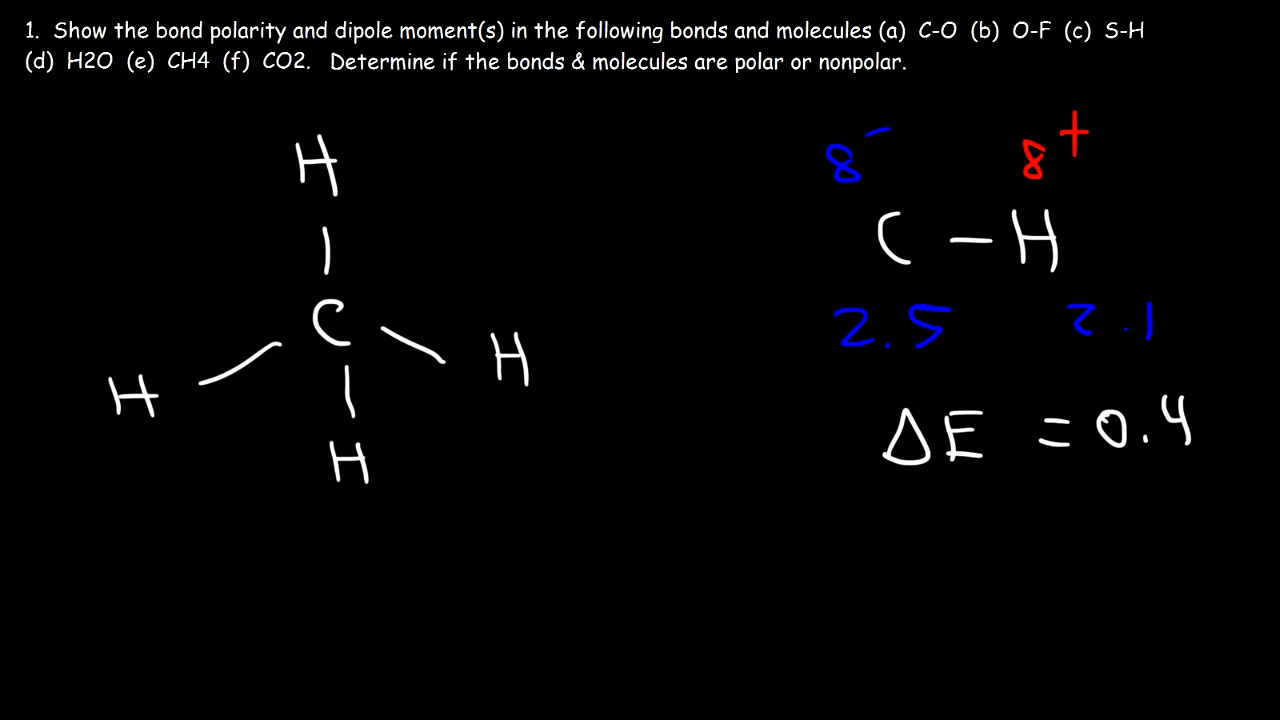 1. Show the bond polarity and dipole moment(s) in the following bonds and molecules (a) C-O (b) O-F (c) S-H
(d) H2O (e) CH4 (f) CO2. Determine if the bonds & molecules are polar or nonpolar.
H
C
H
H
H
δ⁻ δ⁺
C - H
2.5 2.1
ΔE = 0.4